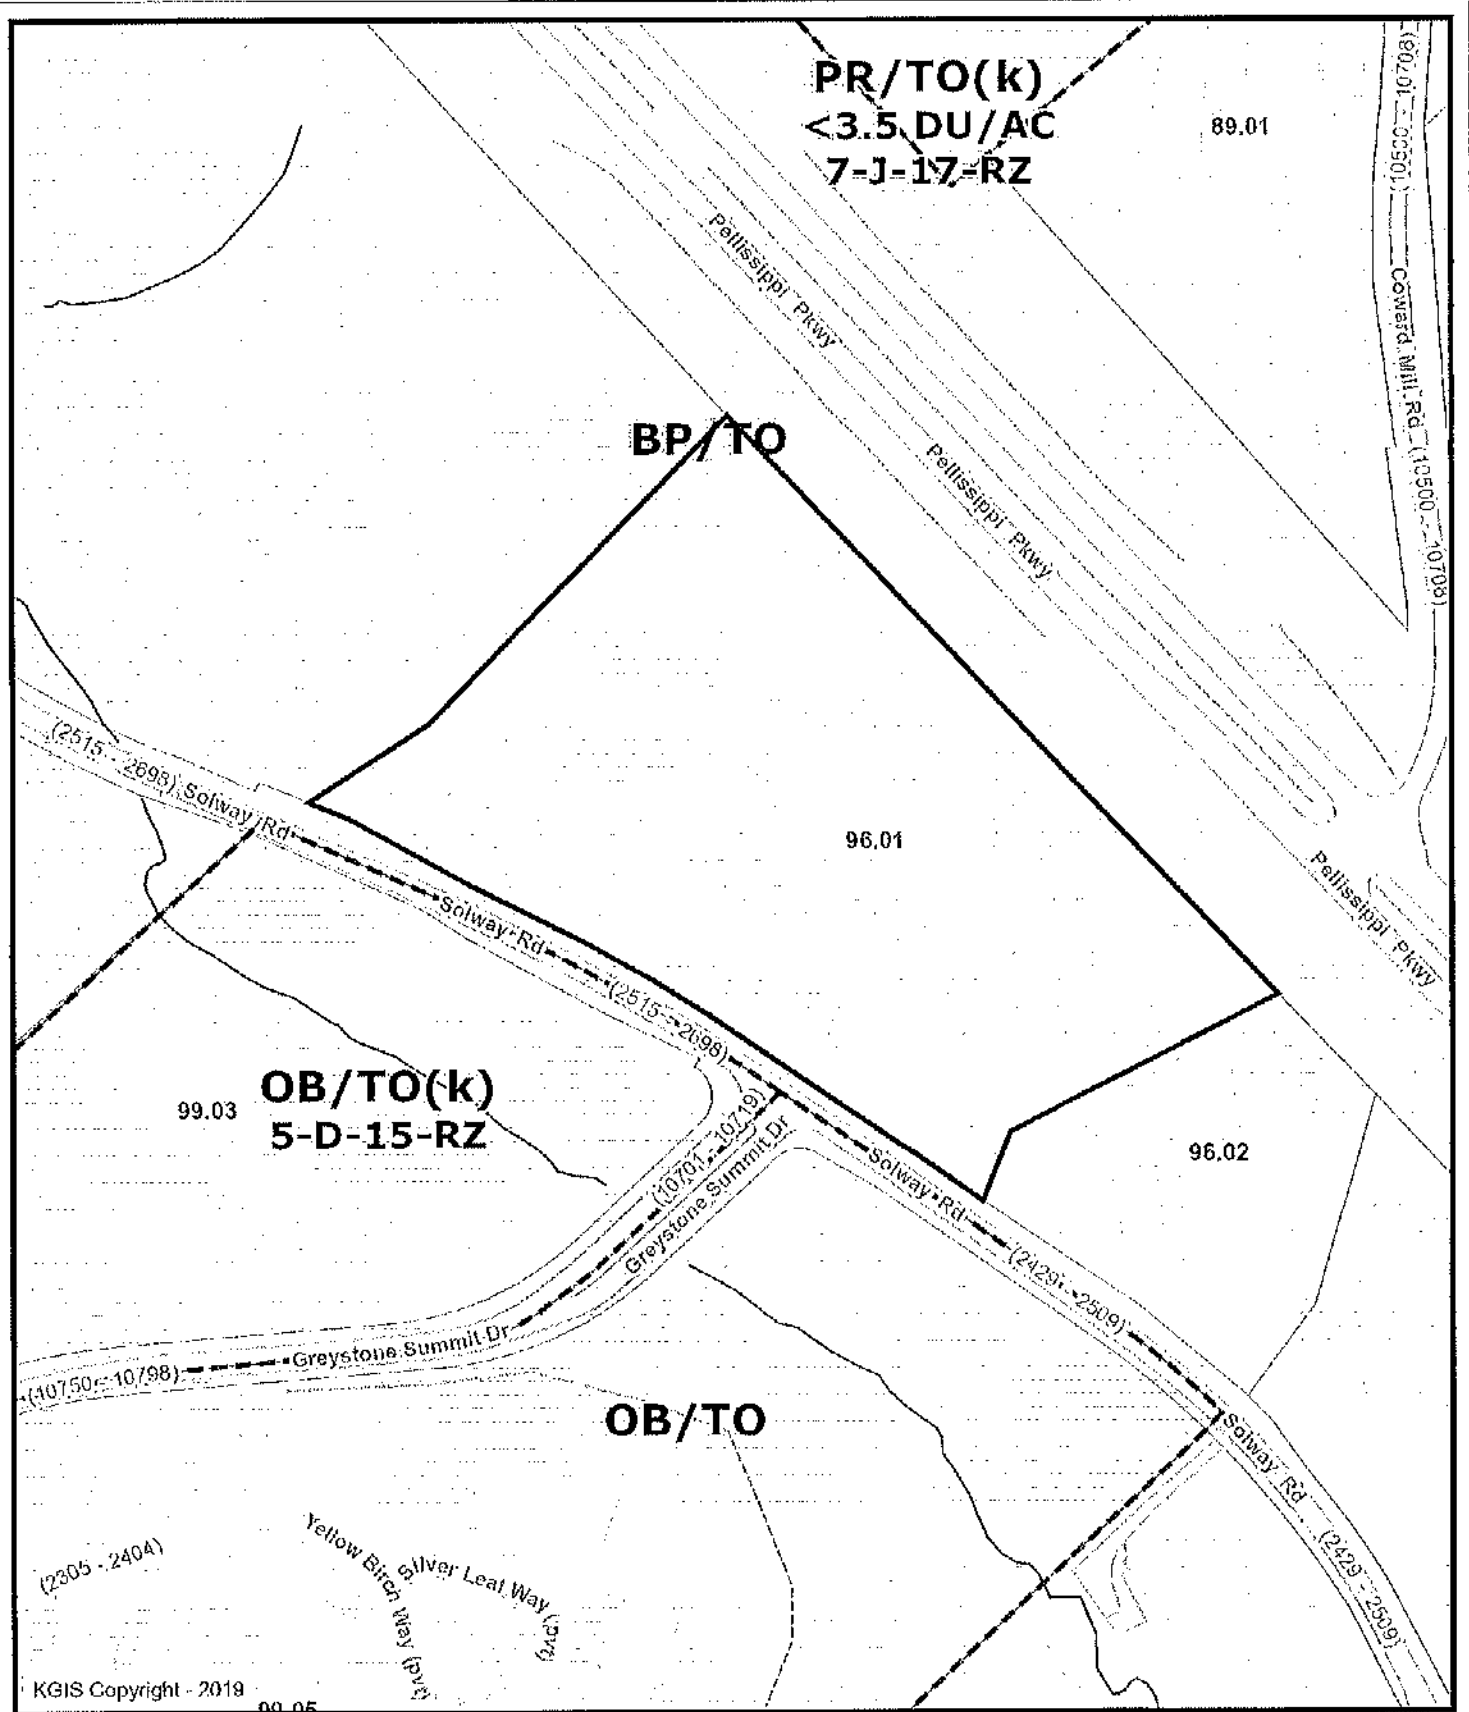 PR/TO(k)
<3.5 DU/AC
7-J-17-RZ
89.01
(10500 - 10708)
Coward Mill Rd (10500 - 10708)
Pellissippi Pkwy
Pellissippi Pkwy
BP/TO
(2515 - 2698) Solway Rd
96.01
Pellissippi Pkwy
Solway Rd
(2515 - 2698)
OB/TO(k)
5-D-15-RZ
99.03
(10701 - 10719)
Greystone Summit Dr
Solway Rd
96.02
(2429 - 2509)
(10750 - 10798)
Greystone Summit Dr
OB/TO
Solway Rd
(2429 - 2509)
(2305 - 2404)
Yellow Birch Way (pvt)
Silver Leaf Way (pvt)
KGIS Copyright - 2019
99.05